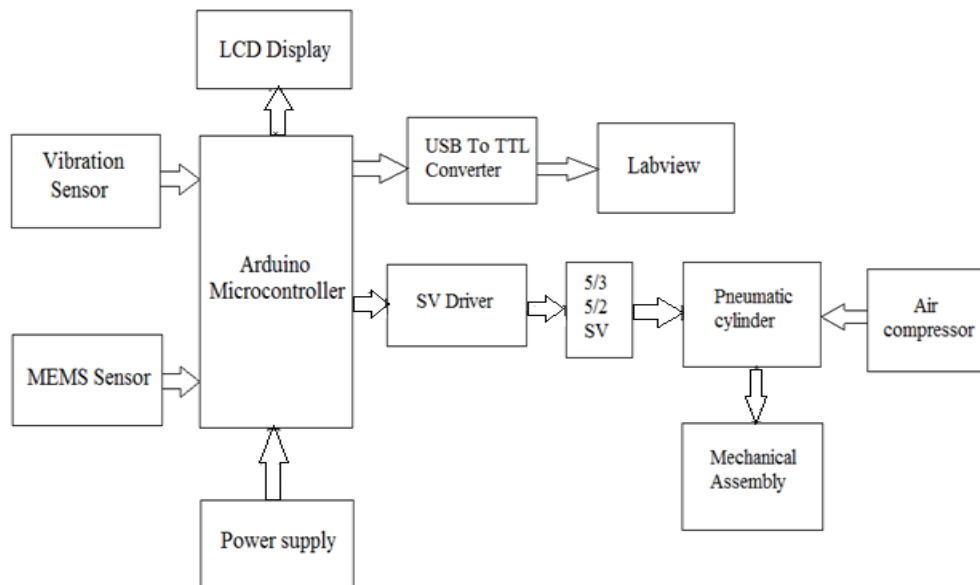 LCD Display
Vibration
Sensor
USB To TTL
Converter
Labview
Arduino
Microcontroller
SV Driver
5/3
5/2
SV
Pneumatic
cylinder
Air
compressor
MEMS Sensor
Mechanical
Assembly
Power supply